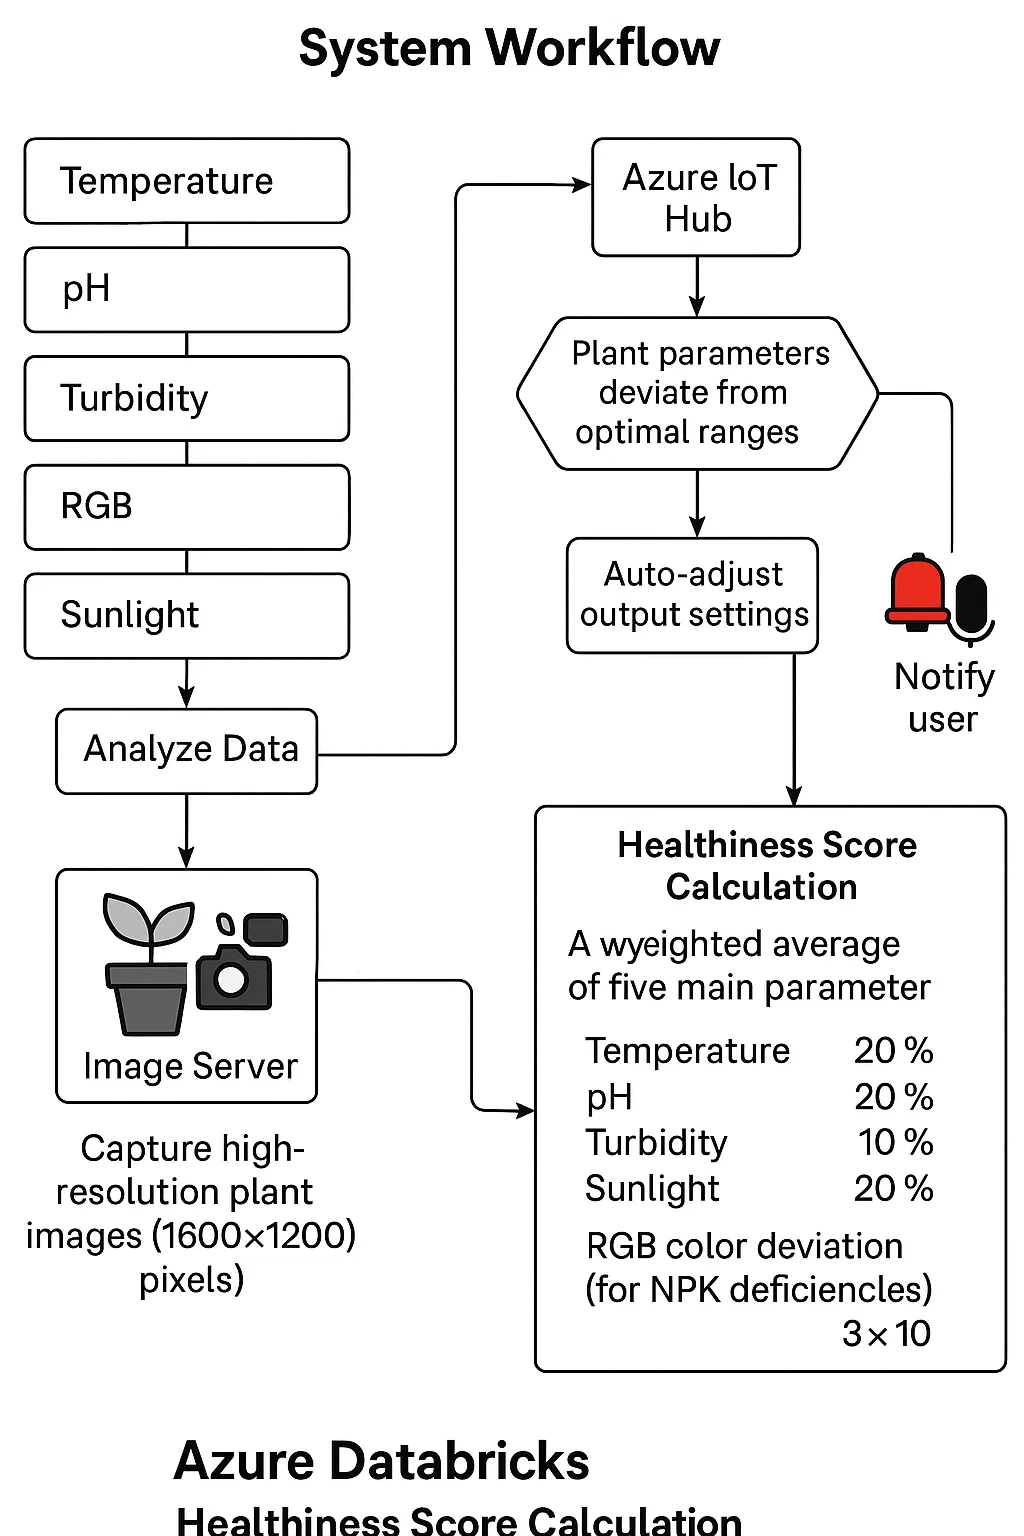 System Workflow
Temperature
pH
Turbidity
RGB
Sunlight
Analyze Data
Image Server
Capture high-
resolution plant
images (1600×1200)
pixels)
Azure IoT
Hub
Plant parameters
deviate from
optimal ranges
Auto-adjust
output settings
Notify
user
Healthiness Score
Calculation
A wyeighted average
of five main parameter
Temperature 20 %
pH 20 %
Turbidity 10 %
Sunlight 20 %
RGB color deviation
(for NPK deficiencles)
3×10
Azure Databricks
Healthiness Score Calculation